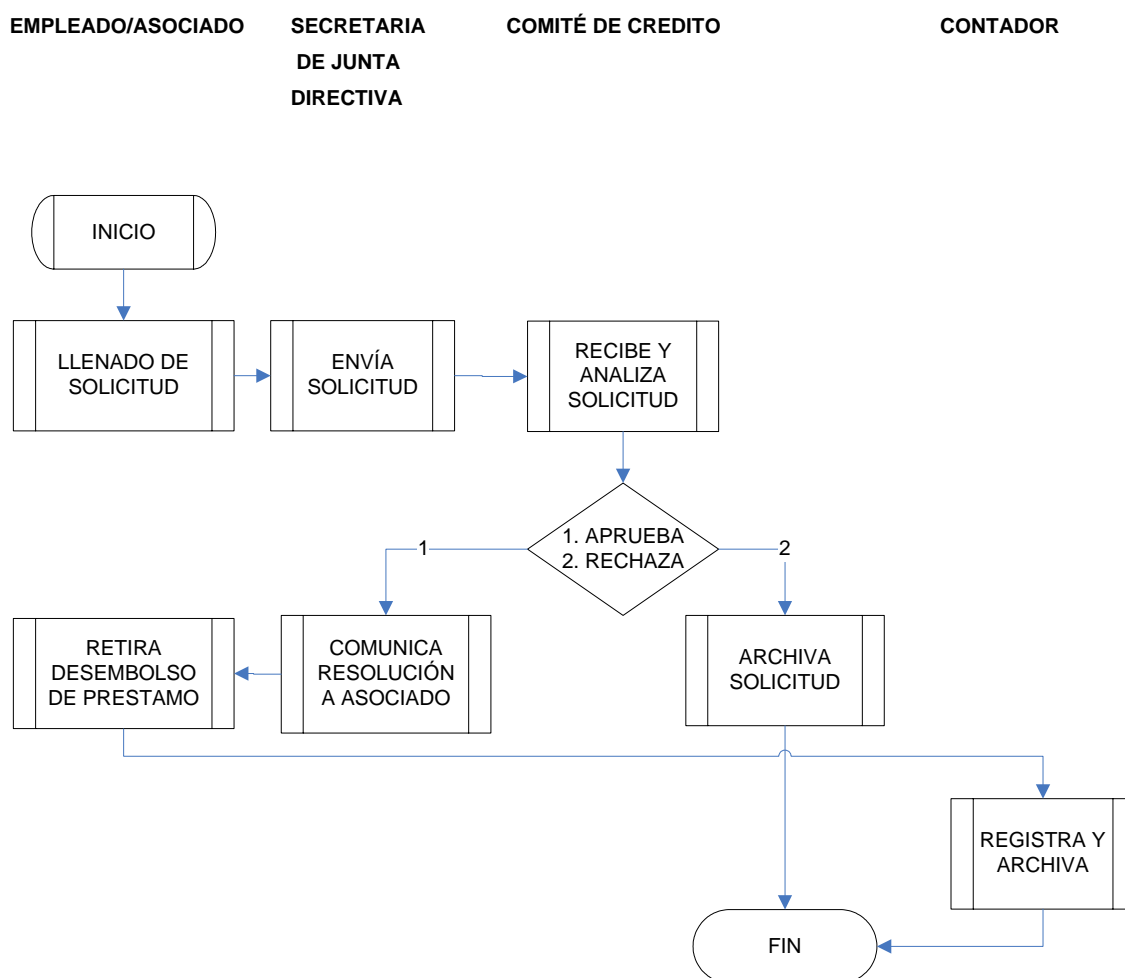 EMPLEADO/ASOCIADO
SECRETARIA
DE JUNTA
DIRECTIVA
COMITÉ DE CREDITO
CONTADOR
INICIO
LLENADO DE
SOLICITUD
ENVÍA
SOLICITUD
RECIBE Y
ANALIZA
SOLICITUD
1. APRUEBA
2. RECHAZA
1
2
RETIRA
DESEMBOLSO
DE PRESTAMO
COMUNICA
RESOLUCIÓN
A ASOCIADO
ARCHIVA
SOLICITUD
REGISTRA Y
ARCHIVA
FIN